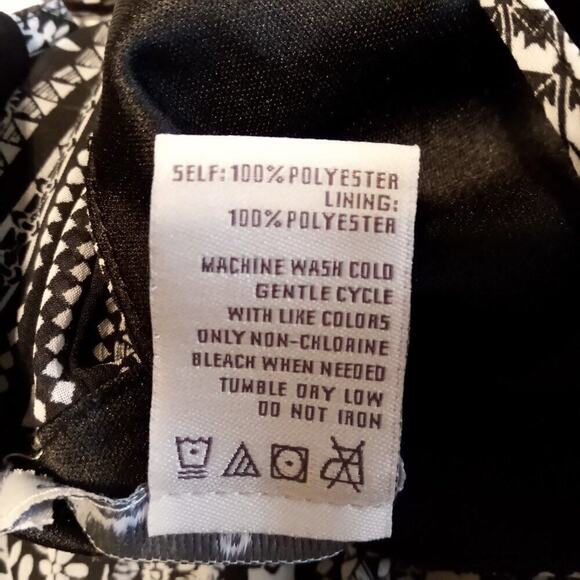 SELF: 100% POLYESTER
LINING:
100% POLYESTER
MACHINE WASH COLD
GENTLE CYCLE
WITH LIKE COLORS
ONLY NON-CHLORINE
BLEACH WHEN NEEDED
TUMBLE DRY LOW
DO NOT IRON